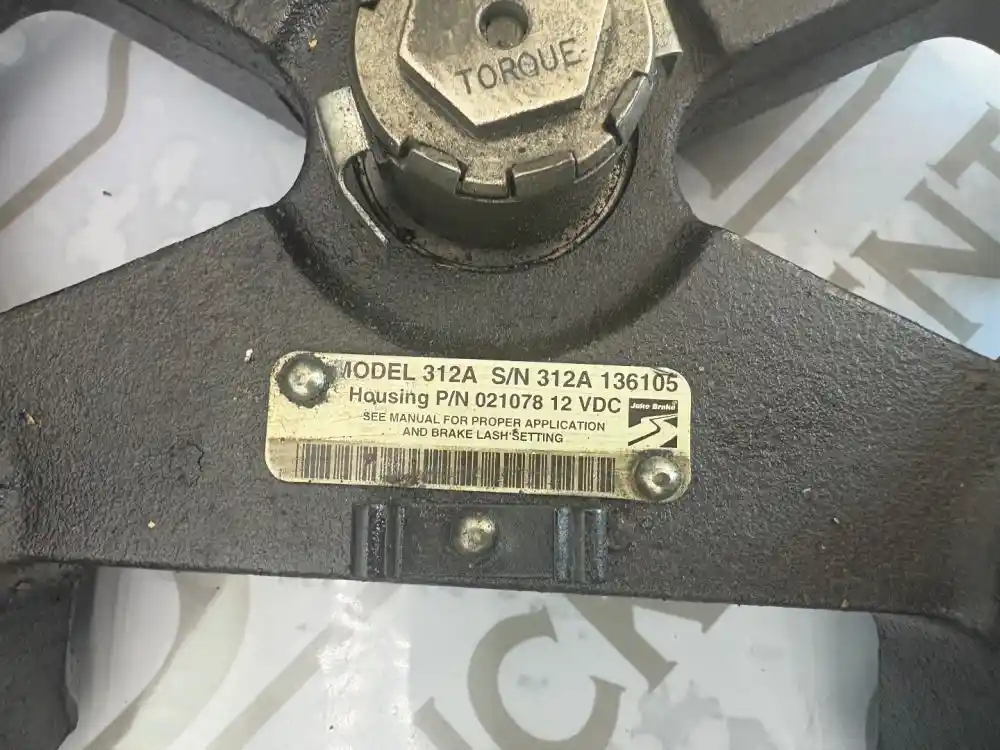 TORQUE
MODEL 312A S/N 312A 136105
Housing P/N 021078 12 VDC
Jake Brake
SEE MANUAL FOR PROPER APPLICATION
AND BRAKE LASH SETTING